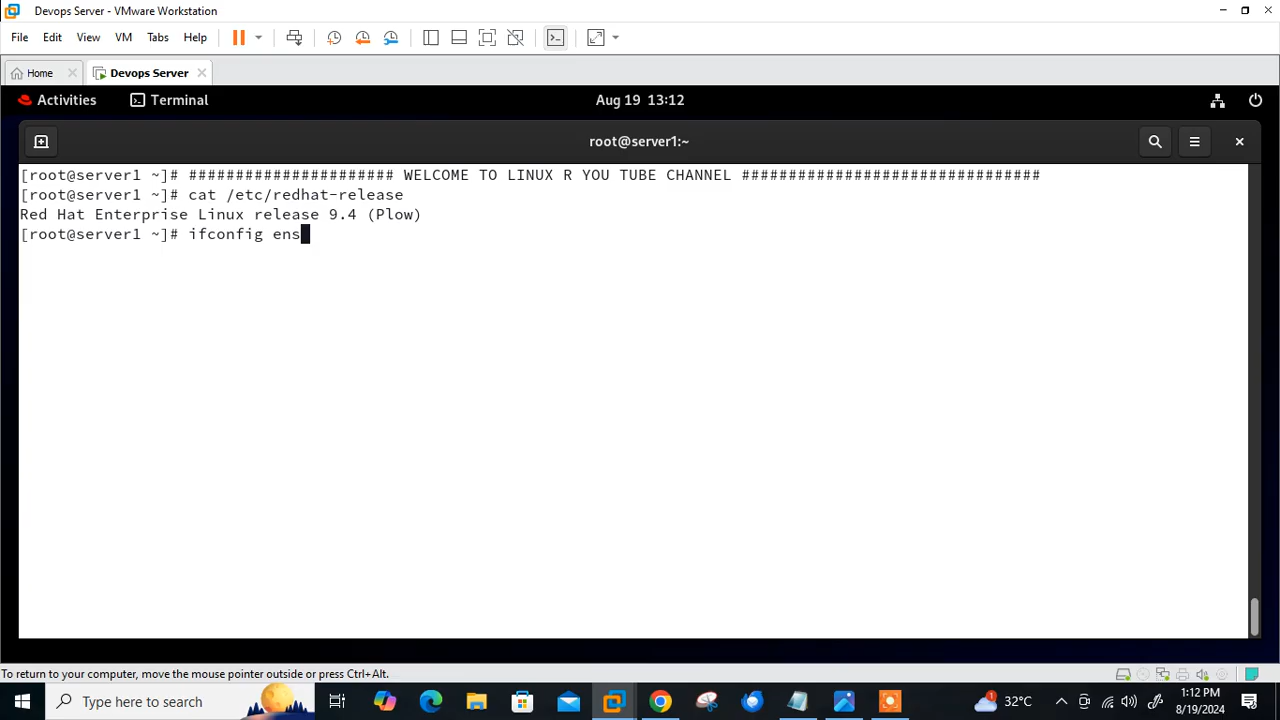 Devops Server - VMware Workstation
File Edit View VM Tabs Help
Home Devops Server
Activities Terminal Aug 19 13:12
root@server1:~
[root@server1 ~]# ###################### WELCOME TO LINUX R YOU TUBE CHANNEL ################################
[root@server1 ~]# cat /etc/redhat-release
Red Hat Enterprise Linux release 9.4 (Plow)
[root@server1 ~]# ifconfig ens
To return to your computer, move the mouse pointer outside or press Ctrl+Alt.
Type here to search 1 32°C 1:12 PM
8/19/2024